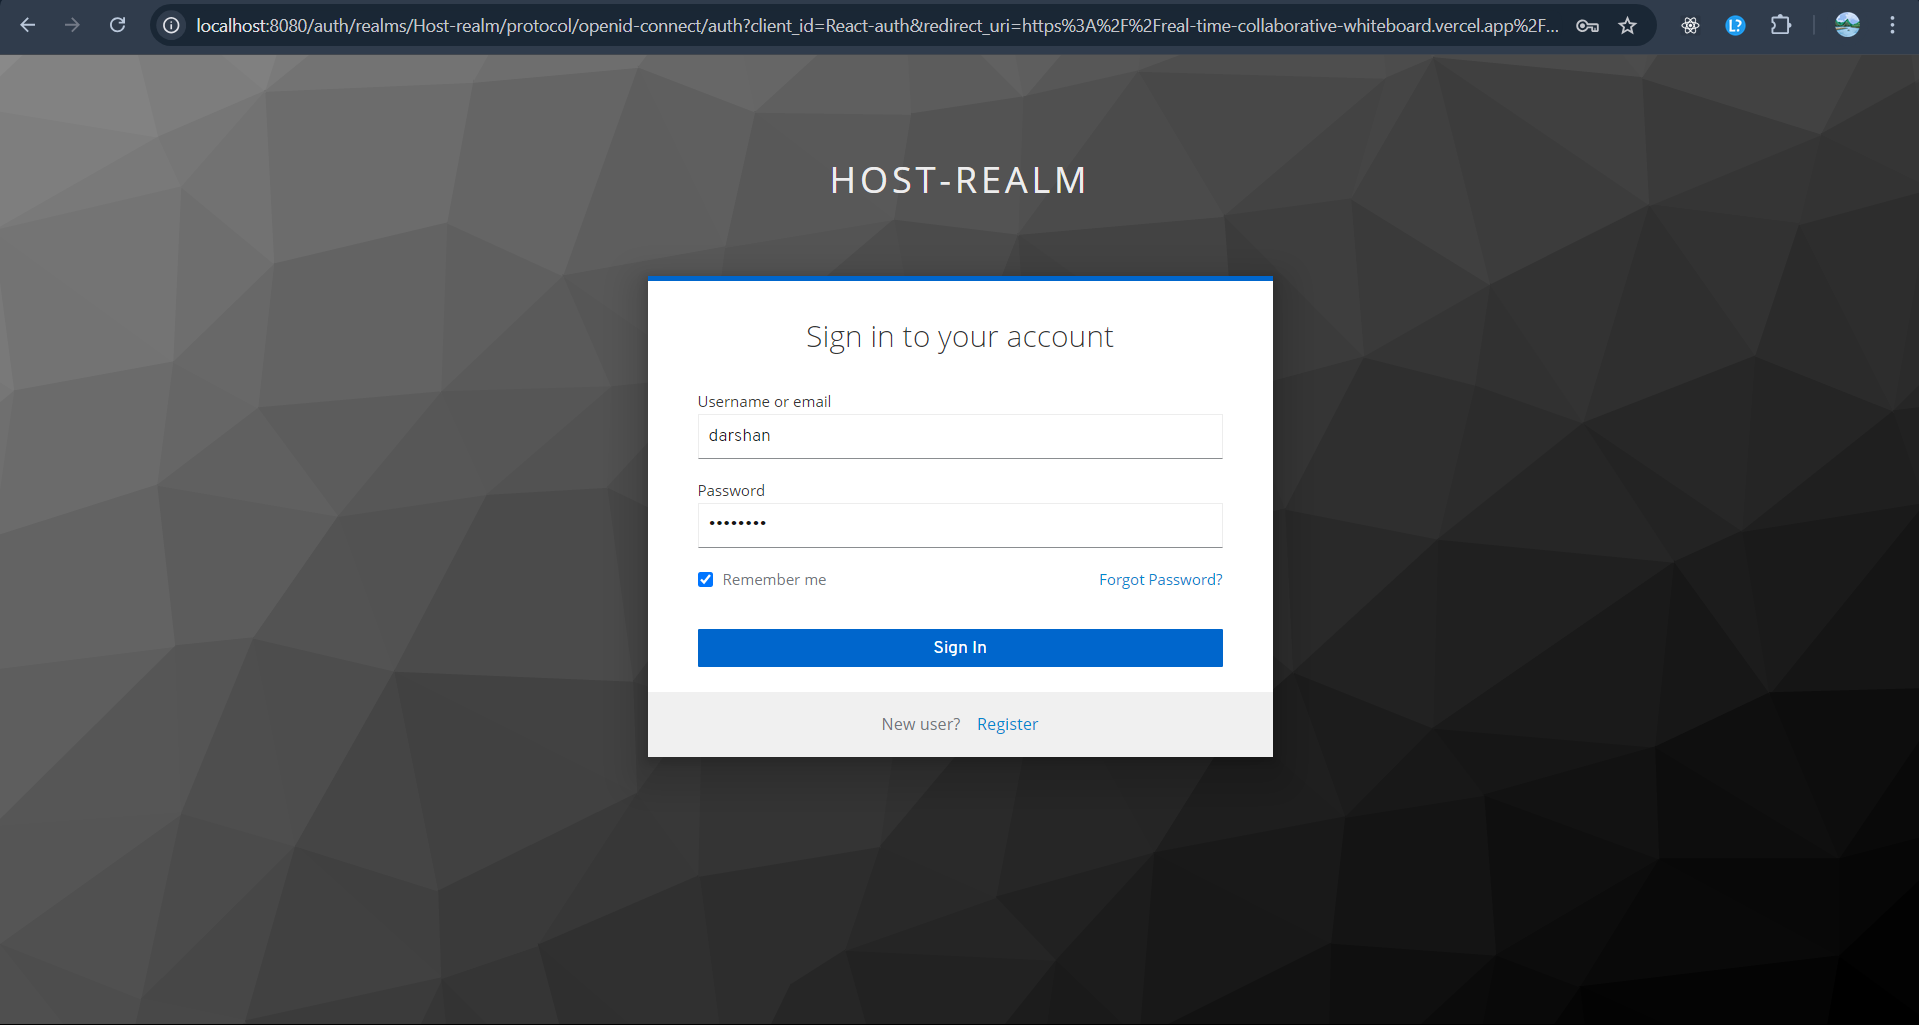 localhost:8080/auth/realms/Host-realm/protocol/openid-connect/auth?client_id=React-auth&redirect_uri=https%3A%2F%2Freal-time-collaborative-whiteboard.vercel.app%2F...
L?
HOST-REALM
Sign in to your account
Username or email
darshan
Password
••••••••
Remember me Forgot Password?
Sign In
New user? Register